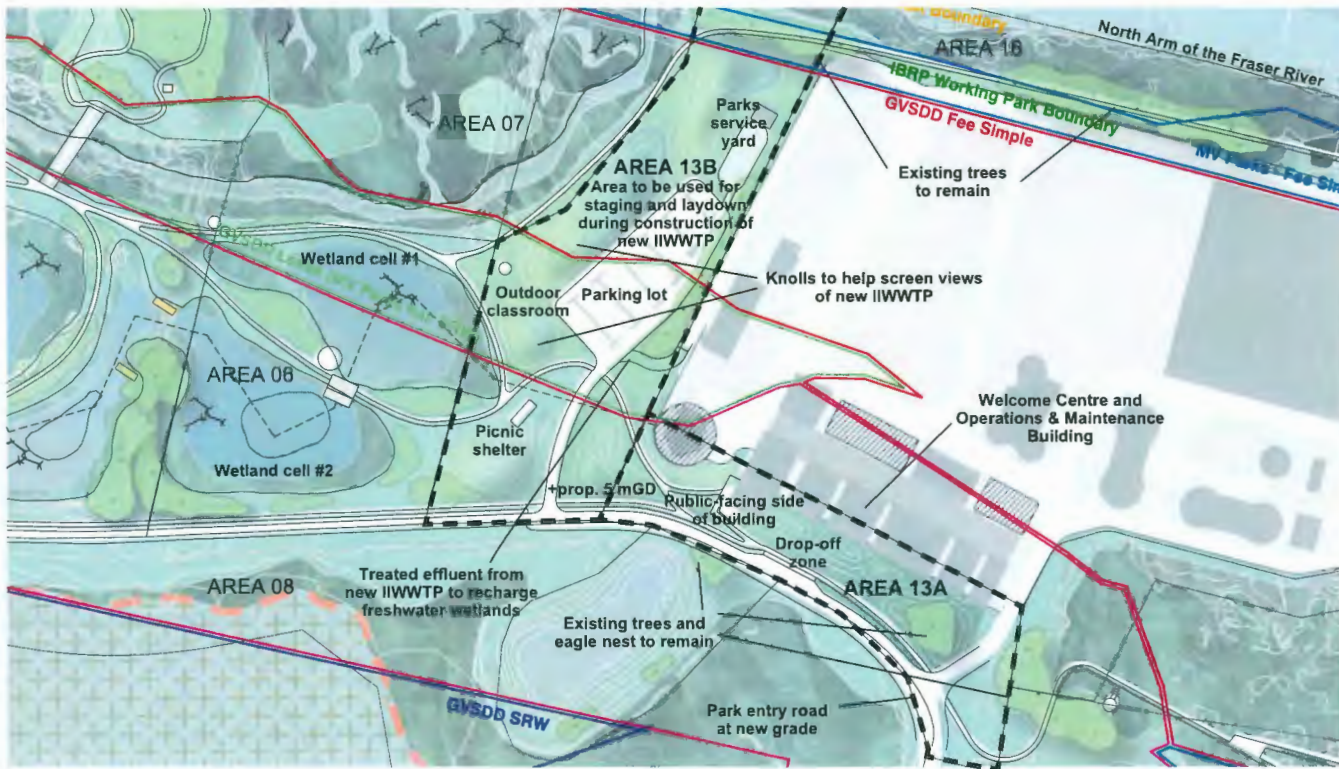 Boundary
AREA 16
North Arm of the Fraser River
IBRP Working Park Boundary
GVSDD Fee Simple
MV Parks - Fee Sim
AREA 07
Parks
service
yard
AREA 13B
Area to be used for
staging and laydown
during construction of
new IIWWTP
Existing trees
to remain
Wetland cell #1
Outdoor
classroom
Parking lot
Knolls to help screen views
of new IIWWTP
AREA 06
Wetland cell #2
Picnic
shelter
Welcome Centre and
Operations & Maintenance
Building
+prop. 5 mGD
Public-facing side
of building
Drop-off
zone
AREA 13A
AREA 08
Treated effluent from
new IIWWTP to recharge
freshwater wetlands
Existing trees and
eagle nest to remain
GVSDD SRW
Park entry road
at new grade